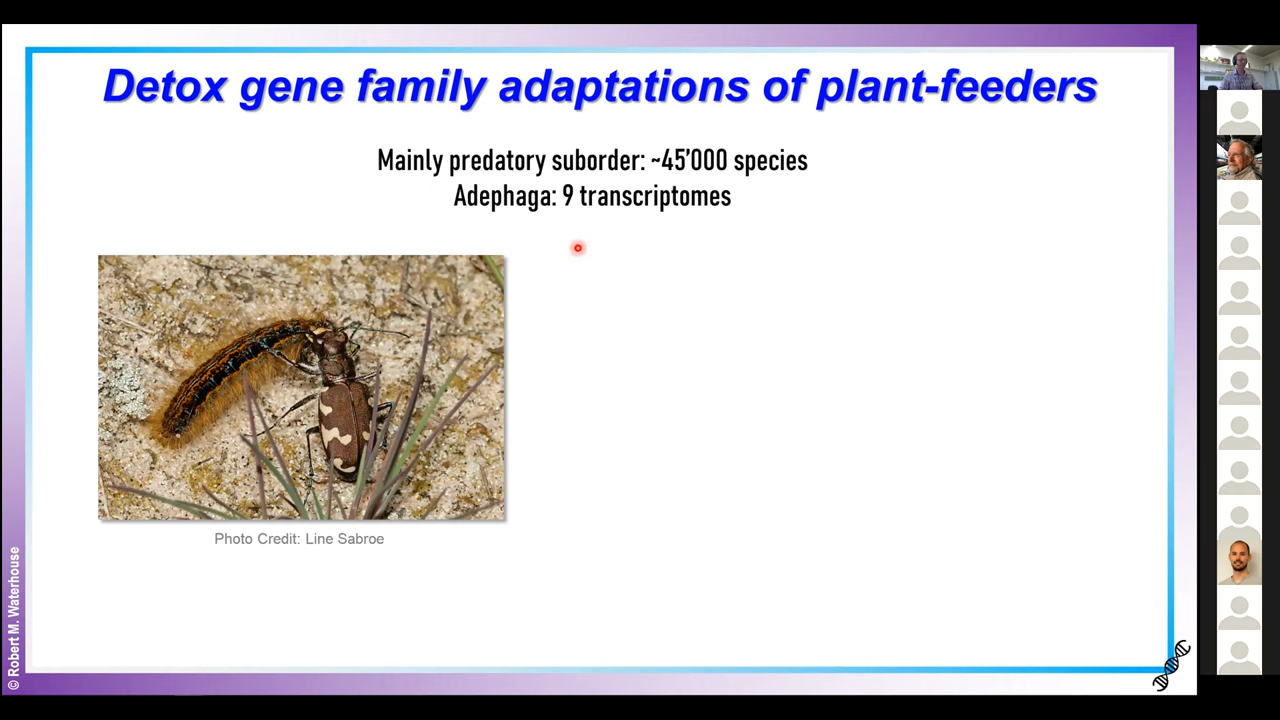 Detox gene family adaptations of plant-feeders
Mainly predatory suborder: ~45'000 species
Adephaga: 9 transcriptomes
Photo Credit: Line Sabroe
© Robert M. Waterhouse